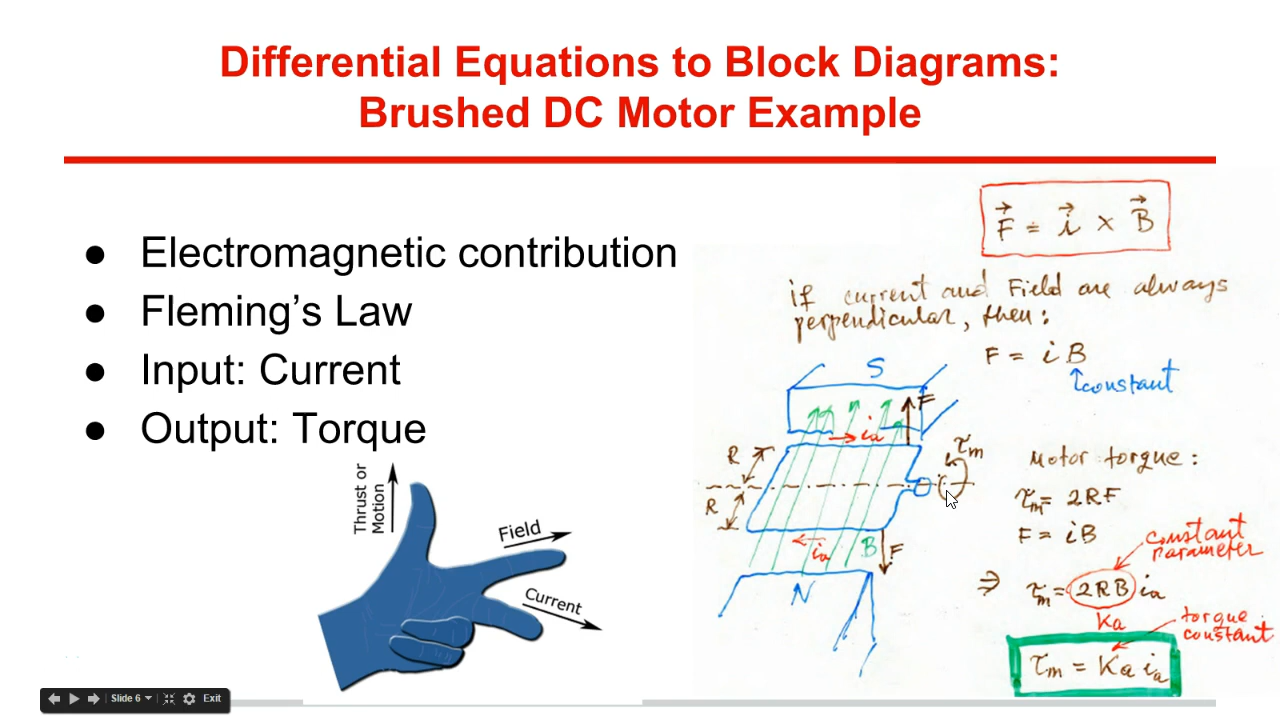 Differential Equations to Block Diagrams:
Brushed DC Motor Example
● Electromagnetic contribution
● Fleming's Law
● Input: Current
● Output: Torque
Thrust or
Motion
Field
Current
F⃗ = i⃗ × B⃗
if current and Field are always
perpendicular, then:
F = i B
constant
S
F
ia
R
R
τm
ia
B
F
N
Motor torque:
τm = 2RF
F = iB
constant
parameter
⇒ τm = 2RB ia
Ka
torque
constant
τm = Ka ia
Slide 6
Exit